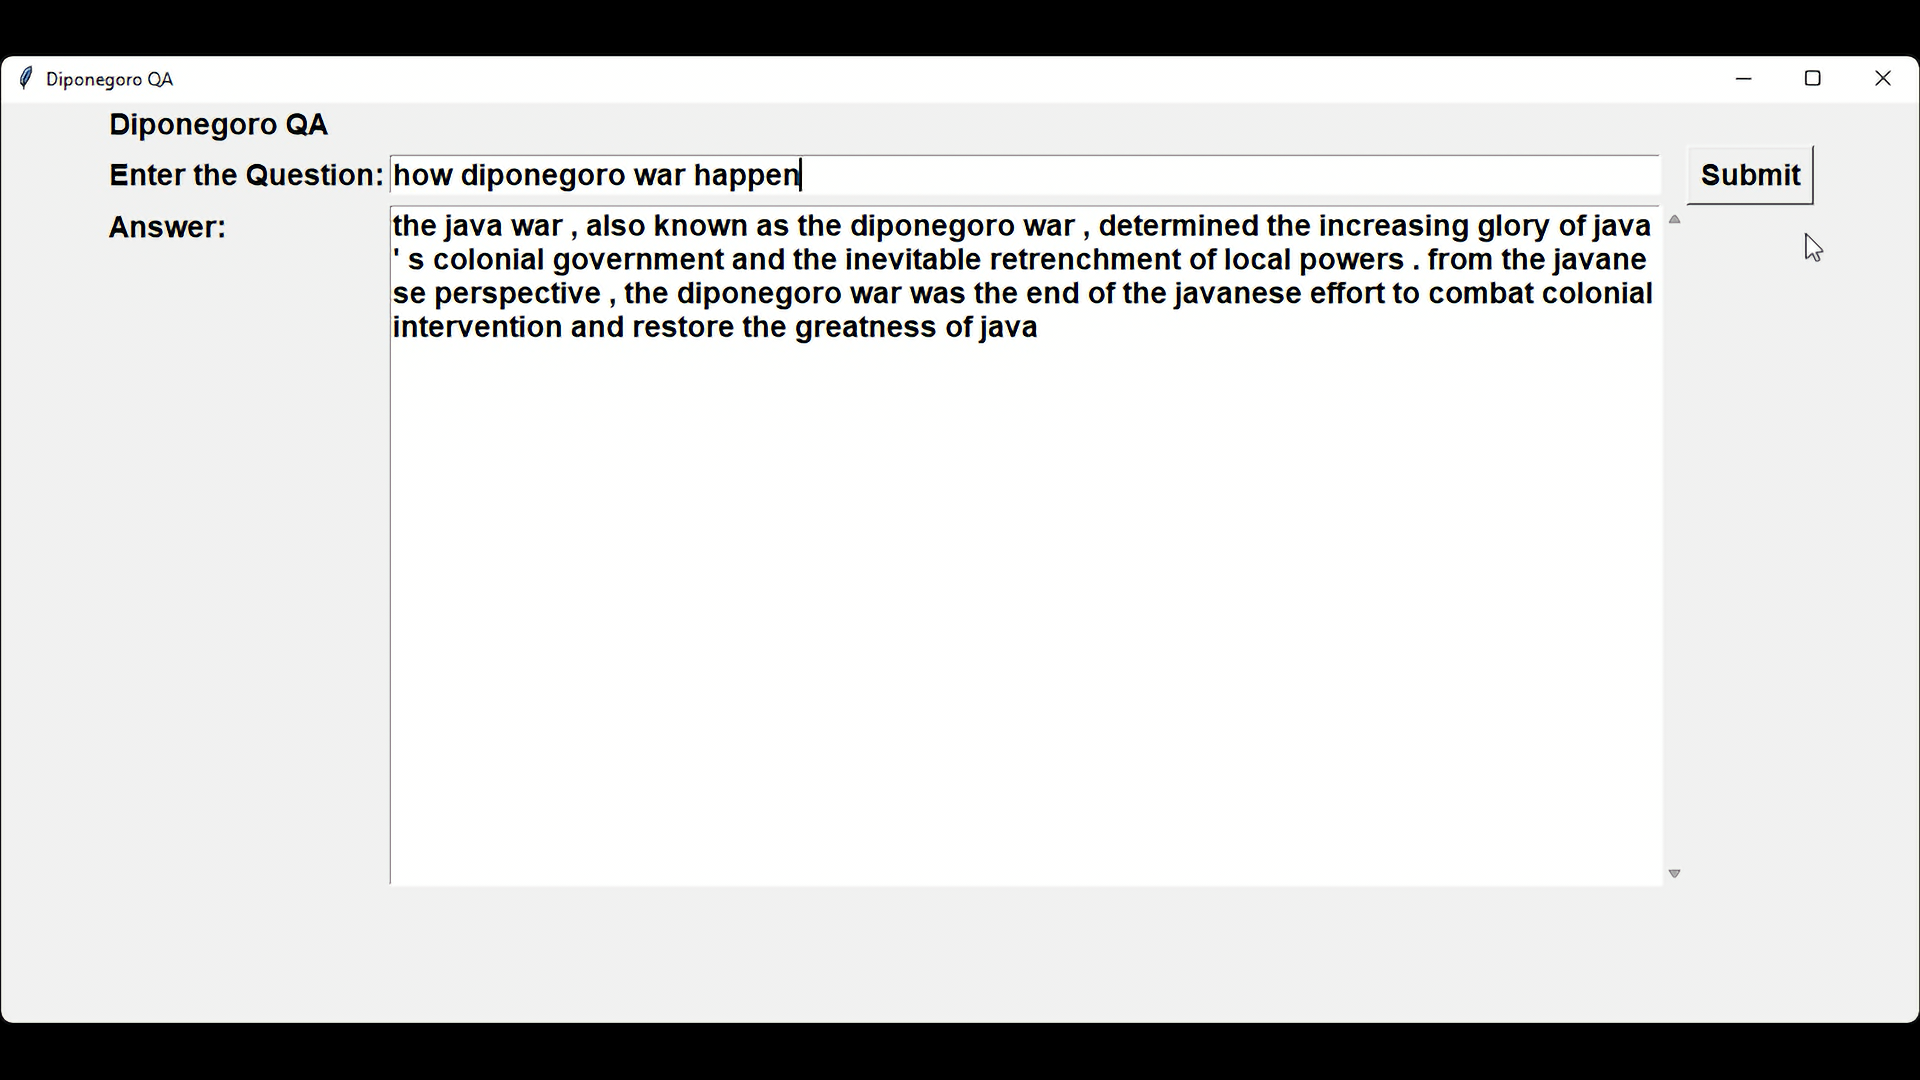 Diponegoro QA
Diponegoro QA
Enter the Question: how diponegoro war happen Submit
Answer:
the java war , also known as the diponegoro war , determined the increasing glory of java
' s colonial government and the inevitable retrenchment of local powers . from the javane
se perspective , the diponegoro war was the end of the javanese effort to combat colonial
intervention and restore the greatness of java